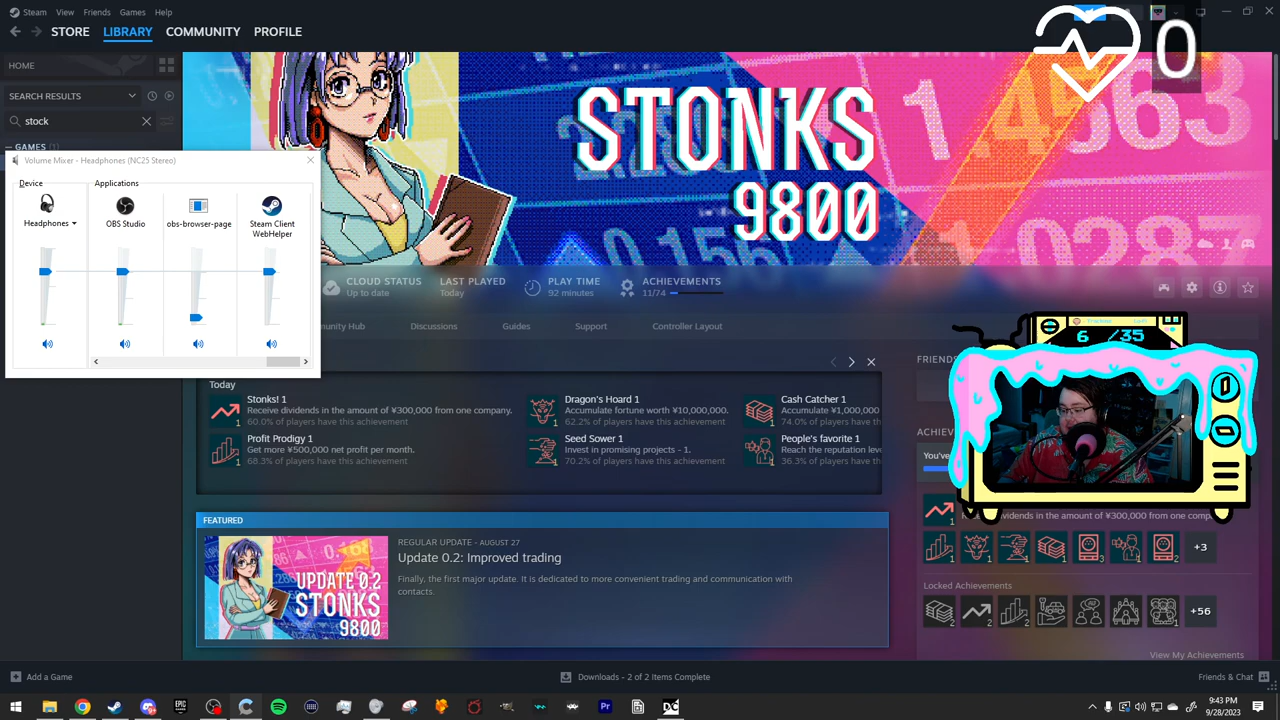 Steam View Friends Games Help
STORE LIBRARY COMMUNITY PROFILE
0
HOME
SEARCH RESULTS
stock
GAMES (1)
STONKS
9800
Volume Mixer - Headphones (NC25 Stereo)
Device Applications
Headphones OBS Studio obs-browser-page Steam Client
WebHelper
CLOUD STATUS LAST PLAYED PLAY TIME ACHIEVEMENTS
Up to date Today 92 minutes 11/74
Hub Discussions Guides Support Controller Layout
6 /35
FRIENDS
Today
Stonks! 1
Receive dividends in the amount of ¥300,000 from one company.
60.0% of players have this achievement
Dragon's Hoard 1
Accumulate fortune worth ¥10,000,000.
62.2% of players have this achievement
Cash Catcher 1
Accumulate ¥1,000,000
74.0% of players have this
Profit Prodigy 1
Get more ¥500,000 net profit per month.
68.3% of players have this achievement
Seed Sower 1
Invest in promising projects - 1.
70.2% of players have this achievement
People's favorite 1
Reach the reputation
36.3% of players have this
You've
in the amount of ¥300,000 from one
+3
Locked Achievements
+56
View My Achievements
FEATURED
REGULAR UPDATE - AUGUST 27
Update 0.2: Improved trading
Finally, the first major update. It is dedicated to more convenient trading and communication with
contacts.
UPDATE 0.2
STONKS
9800
Add a Game
Downloads - 2 of 2 Items Complete
Friends & Chat
9:43 PM
9/28/2023